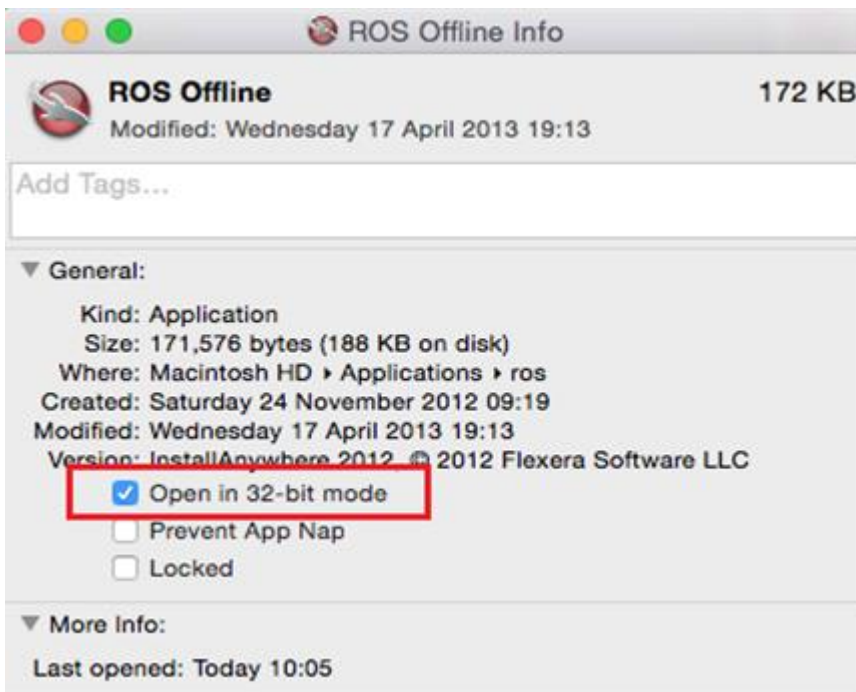 ROS Offline Info
ROS Offline 172 KB
Modified: Wednesday 17 April 2013 19:13
Add Tags...
General:
Kind: Application
Size: 171,576 bytes (188 KB on disk)
Where: Macintosh HD ▸ Applications ▸ ros
Created: Saturday 24 November 2012 09:19
Modified: Wednesday 17 April 2013 19:13
Version: InstallAnywhere 2012, © 2012 Flexera Software LLC
Open in 32-bit mode
Prevent App Nap
Locked
More Info:
Last opened: Today 10:05